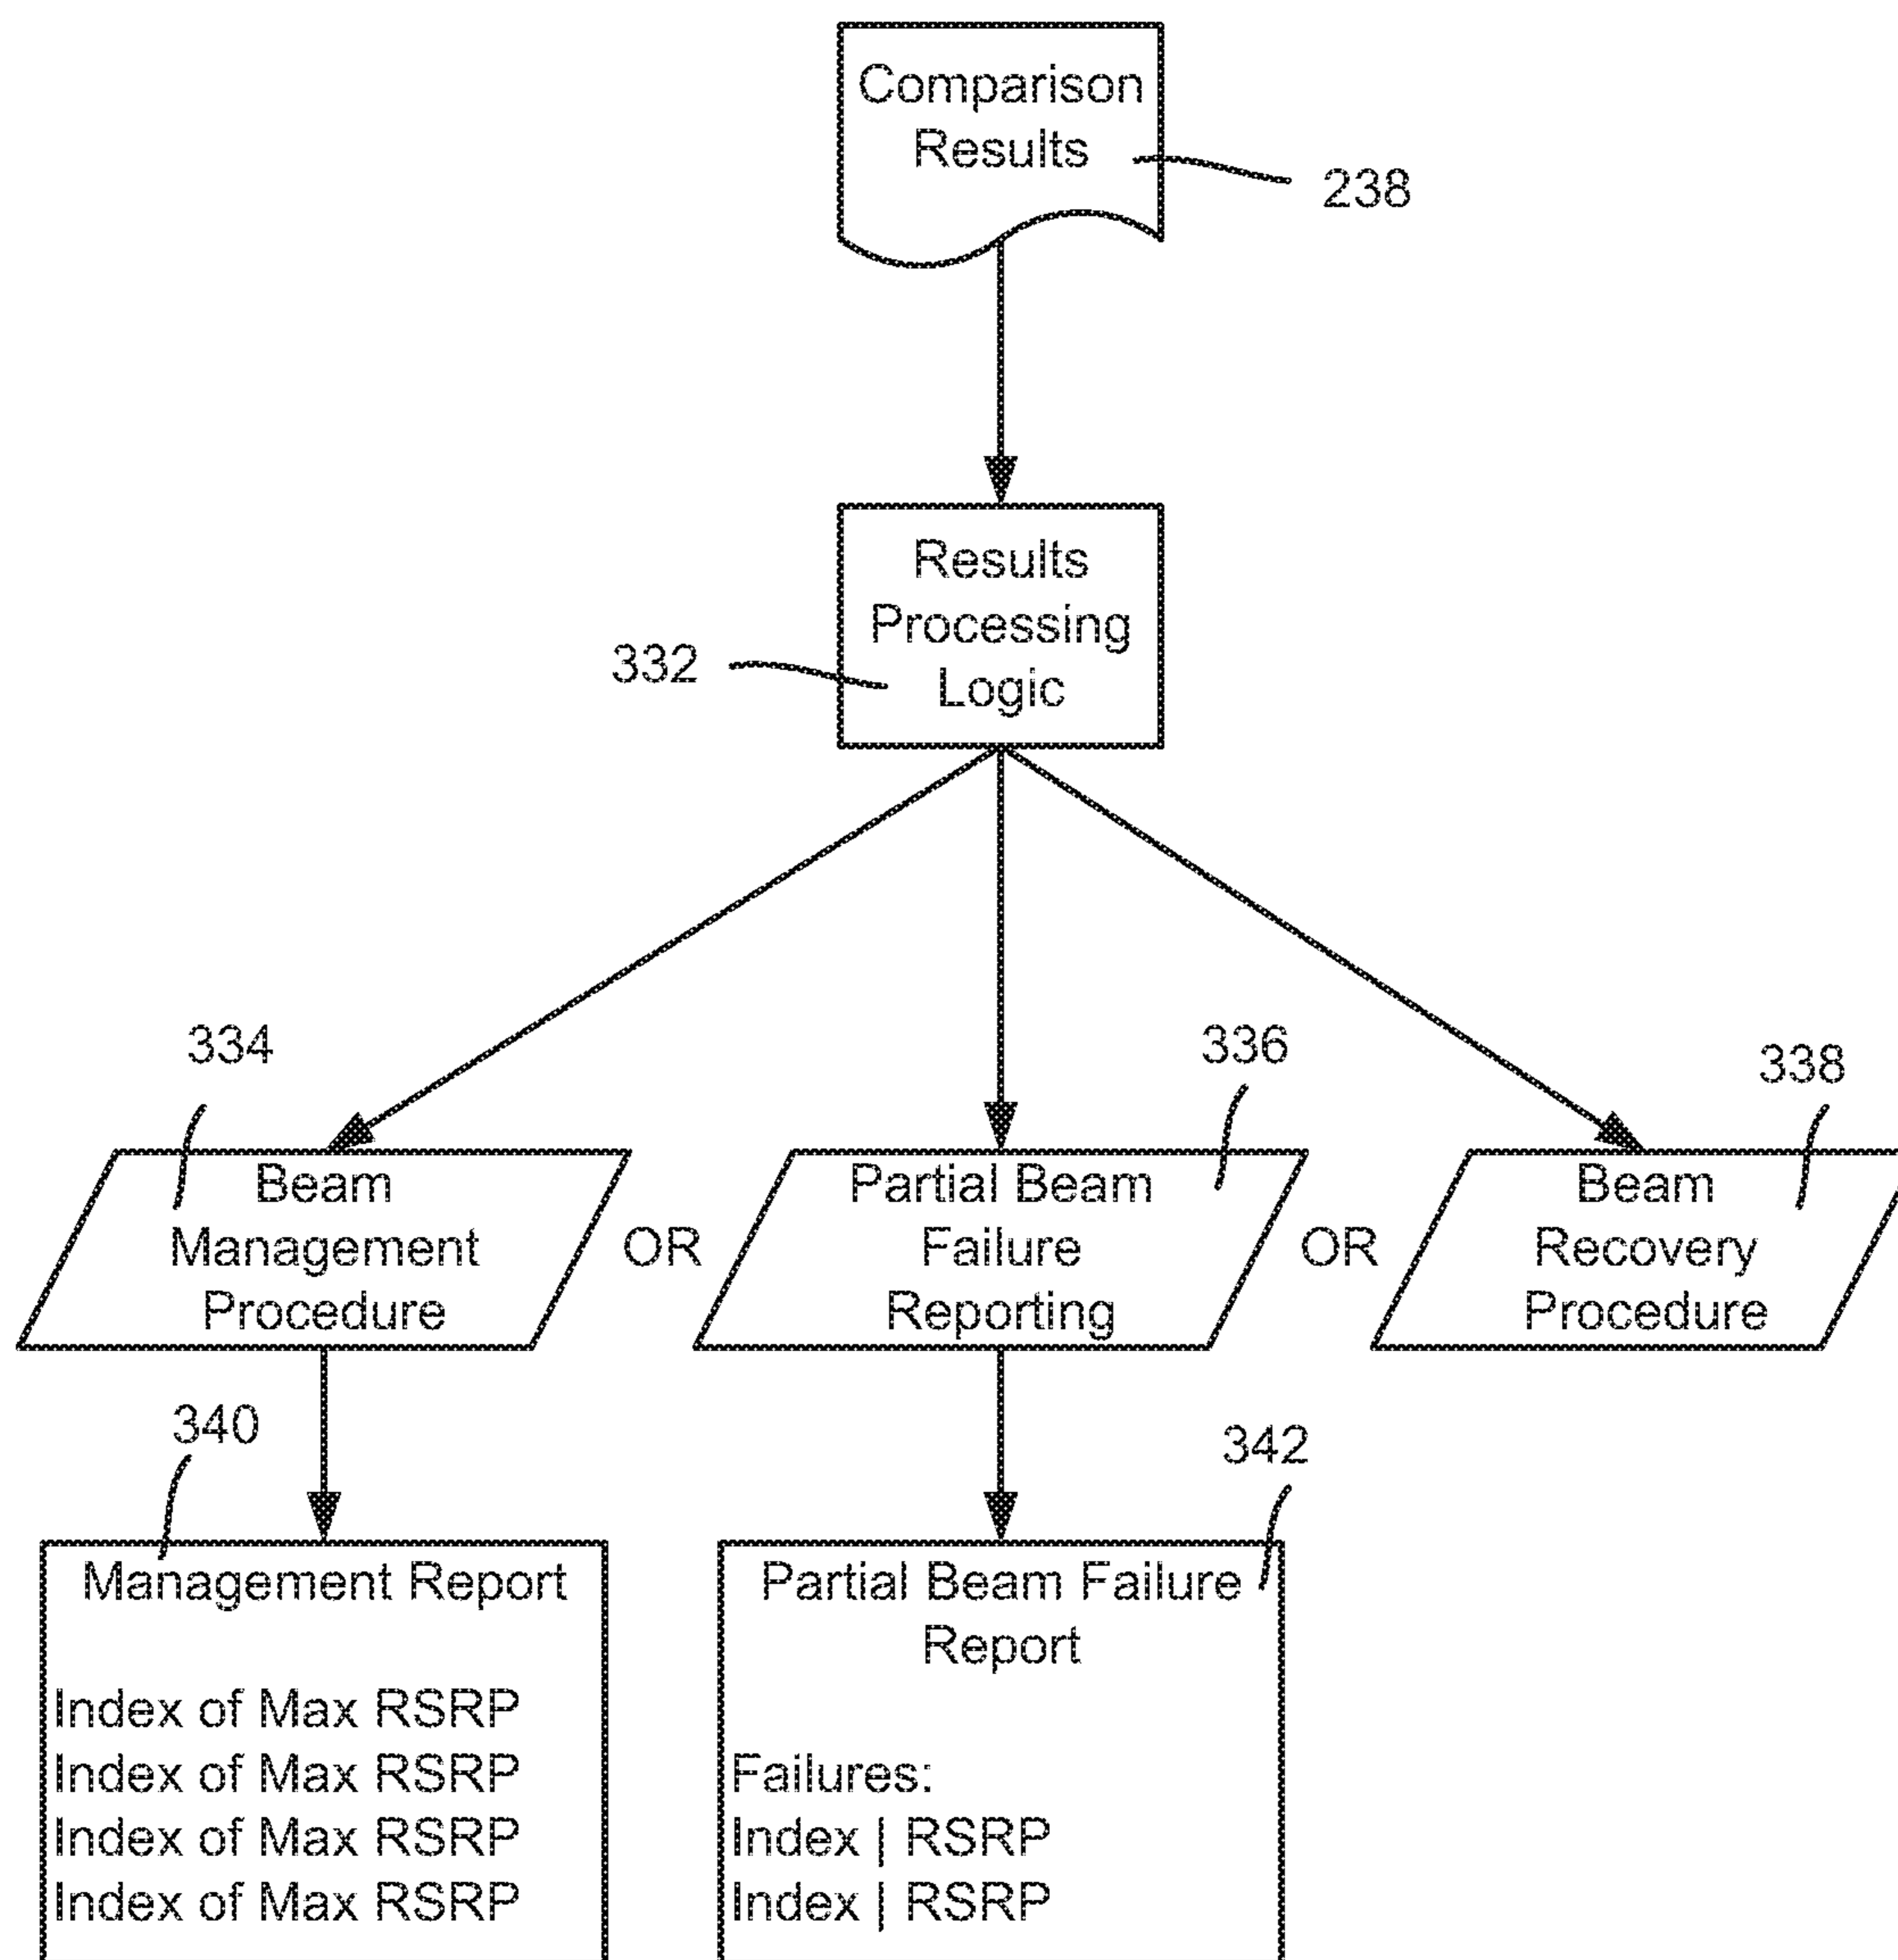 Comparison
Results
238
Results
Processing
Logic
332
334
336
338
Beam
Management
Procedure
OR
Partial Beam
Failure
Reporting
OR
Beam
Recovery
Procedure
340
342
Management Report
Index of Max RSRP
Index of Max RSRP
Index of Max RSRP
Index of Max RSRP
Partial Beam Failure
Report
Failures:
Index | RSRP
Index | RSRP